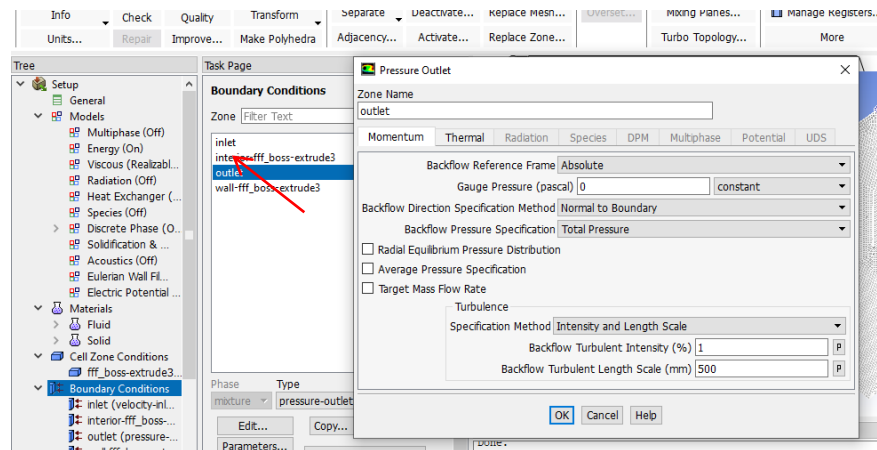 Info Check Quality Transform Separate Deactivate... Replace Mesh... Overset... Mixing Planes... Manage Registers...
Units... Repair Improve... Make Polyhedra Adjacency... Activate... Replace Zone... Turbo Topology... More
Tree
Setup
General
Models
Multiphase (Off)
Energy (On)
Viscous (Realizabl...
Radiation (Off)
Heat Exchanger (...
Species (Off)
Discrete Phase (O...
Solidification & ...
Acoustics (Off)
Eulerian Wall Fil...
Electric Potential ...
Materials
Fluid
Solid
Cell Zone Conditions
fff_boss-extrude3...
Boundary Conditions
inlet (velocity-inl...
interior-fff_boss-...
outlet (pressure-...
Task Page
Boundary Conditions
Zone Filter Text
inlet
interior-fff_boss-extrude3
outlet
wall-fff_boss-extrude3
Phase Type
mixture pressure-outlet
Edit... Copy...
Parameters...
Pressure Outlet
Zone Name
outlet
Momentum Thermal Radiation Species DPM Multiphase Potential UDS
Backflow Reference Frame Absolute
Gauge Pressure (pascal) 0 constant
Backflow Direction Specification Method Normal to Boundary
Backflow Pressure Specification Total Pressure
Radial Equilibrium Pressure Distribution
Average Pressure Specification
Target Mass Flow Rate
Turbulence
Specification Method Intensity and Length Scale
Backflow Turbulent Intensity (%) 1 P
Backflow Turbulent Length Scale (mm) 500 P
OK Cancel Help
Done.